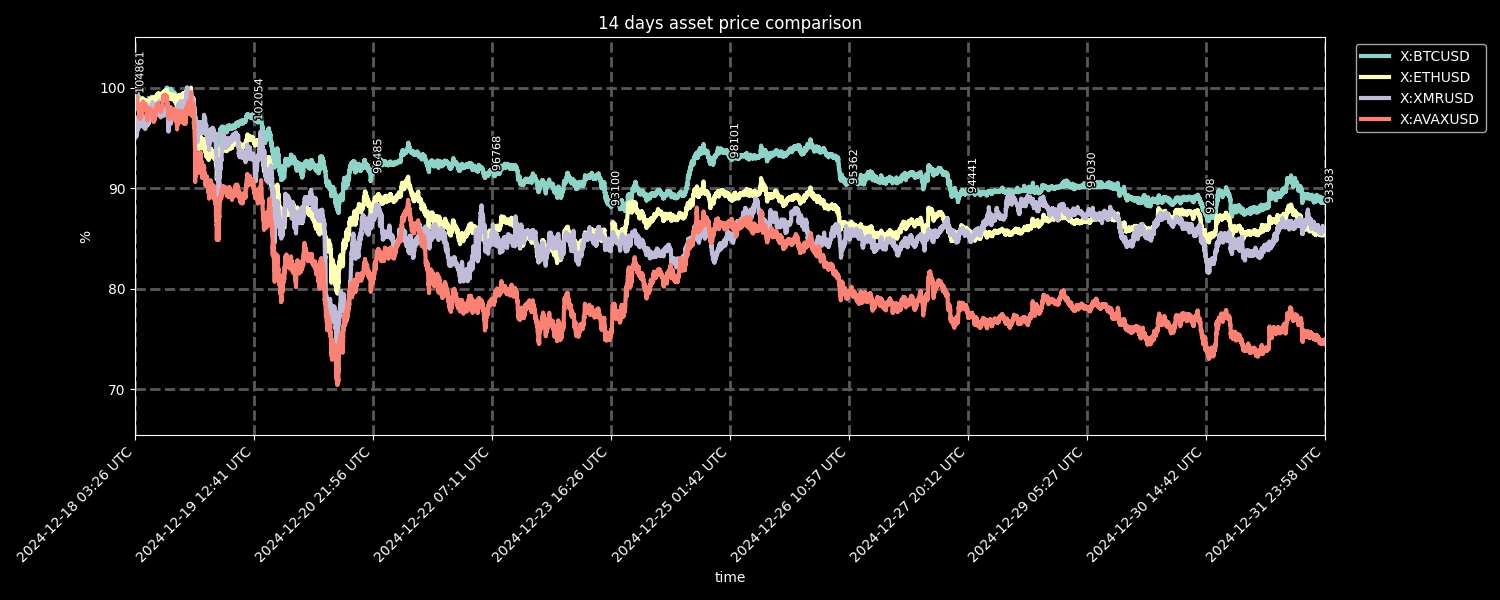 14 days asset price comparison
X:BTCUSD
X:ETHUSD
X:XMRUSD
X:AVAXUSD
%
100
90
80
70
104861
102054
96485
96768
93100
98101
95362
94441
95030
92308
93383
2024-12-18 03:26 UTC
2024-12-19 12:41 UTC
2024-12-20 21:56 UTC
2024-12-22 07:11 UTC
2024-12-23 16:26 UTC
2024-12-25 01:42 UTC
2024-12-26 10:57 UTC
2024-12-27 20:12 UTC
2024-12-29 05:27 UTC
2024-12-30 14:42 UTC
2024-12-31 23:58 UTC
time